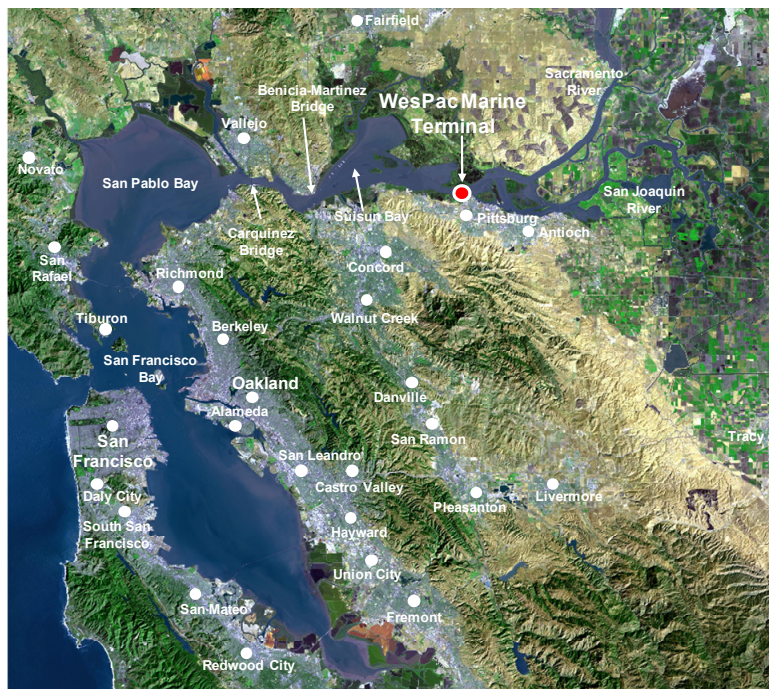 Fairfield
Sacramento
River
Benicia-Martinez
Bridge
WesPac Marine
Terminal
Vallejo
Novato
San Pablo Bay
San Joaquin
River
Suisun Bay
Pittsburg
Carquinez
Bridge
Antioch
San
Rafael
Concord
Richmond
Walnut Creek
Tiburon
Berkeley
San Francisco
Bay
Oakland
Danville
Alameda
San Ramon
Tracy
San
Francisco
San Leandro
Castro Valley
Daly City
Pleasanton
Livermore
South San
Francisco
Hayward
Union City
San Mateo
Fremont
Redwood City